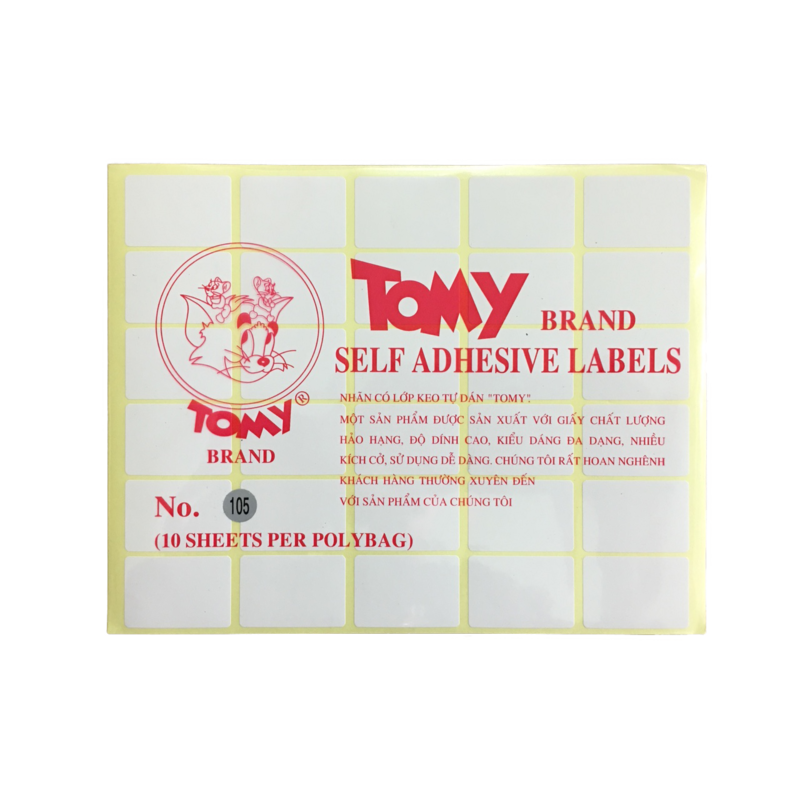 TOMY ®
BRAND
No. 105
(10 SHEETS PER POLYBAG)
TOMY BRAND
SELF ADHESIVE LABELS
NHÃN CÓ LỚP KEO TỰ DÁN "TOMY".
MỘT SẢN PHẨM ĐƯỢC SẢN XUẤT VỚI GIẤY CHẤT LƯỢNG
HẢO HẠNG, ĐỘ DÍNH CAO, KIỂU DÁNG ĐA DẠNG, NHIỀU
KÍCH CỞ, SỬ DỤNG DỄ DÀNG. CHÚNG TÔI RẤT HOAN NGHÊNH
KHÁCH HÀNG THƯỜNG XUYÊN ĐẾN
VỚI SẢN PHẨM CỦA CHÚNG TÔI